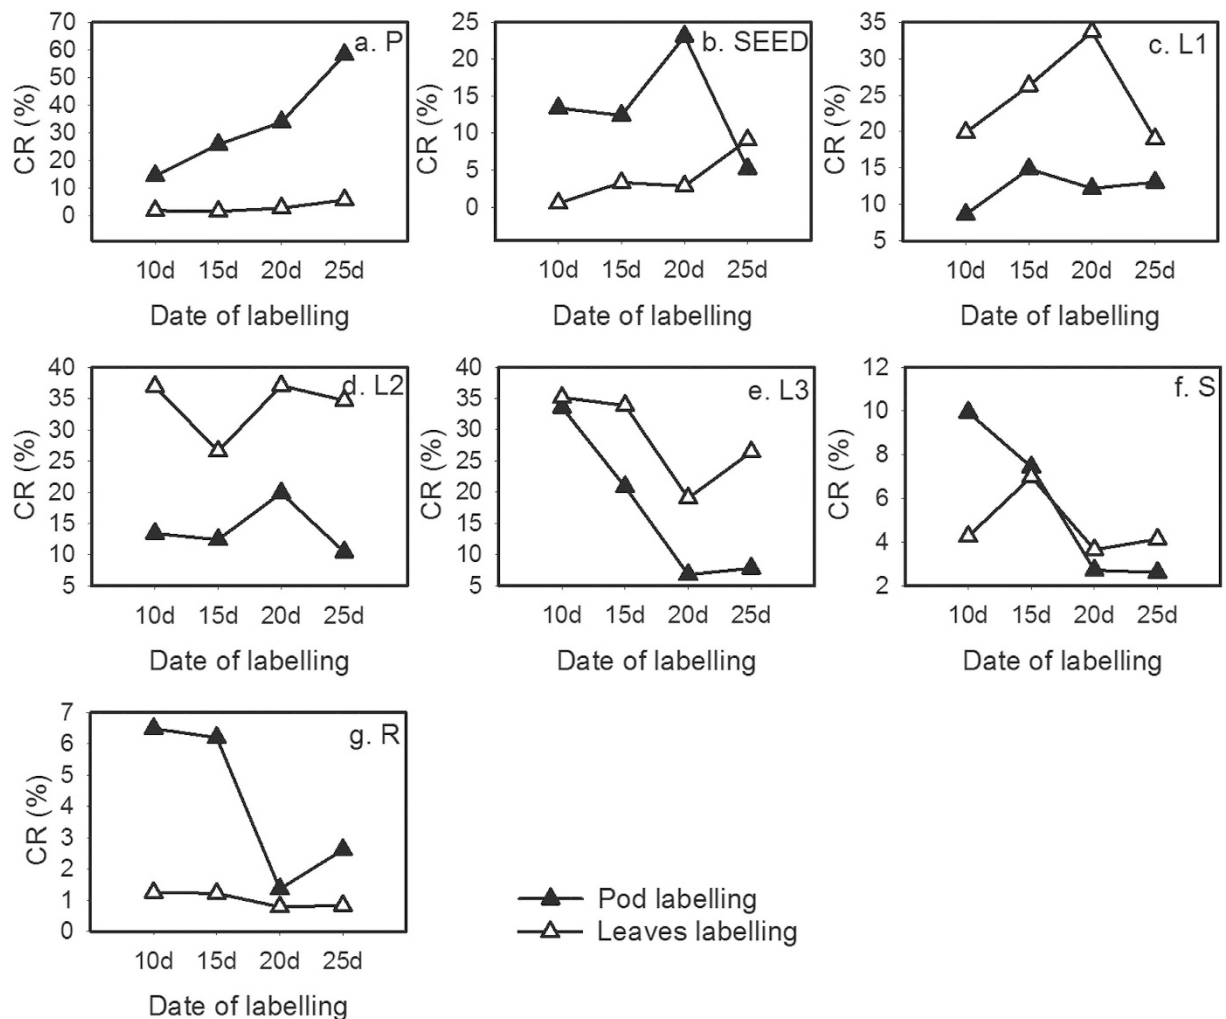 a. P
CR (%)
70
60
50
40
30
20
10
0
10d 15d 20d 25d
Date of labelling
b. SEED
CR (%)
25
20
15
10
5
0
10d 15d 20d 25d
Date of labelling
c. L1
CR (%)
35
30
25
20
15
10
5
10d 15d 20d 25d
Date of labelling
d. L2
CR (%)
40
35
30
25
20
15
10
5
10d 15d 20d 25d
Date of labelling
e. L3
CR (%)
40
35
30
25
20
15
10
5
10d 15d 20d 25d
Date of labelling
f. S
CR (%)
12
10
8
6
4
2
10d 15d 20d 25d
Date of labelling
g. R
CR (%)
7
6
5
4
3
2
1
0
10d 15d 20d 25d
Date of labelling
Pod labelling
Leaves labelling